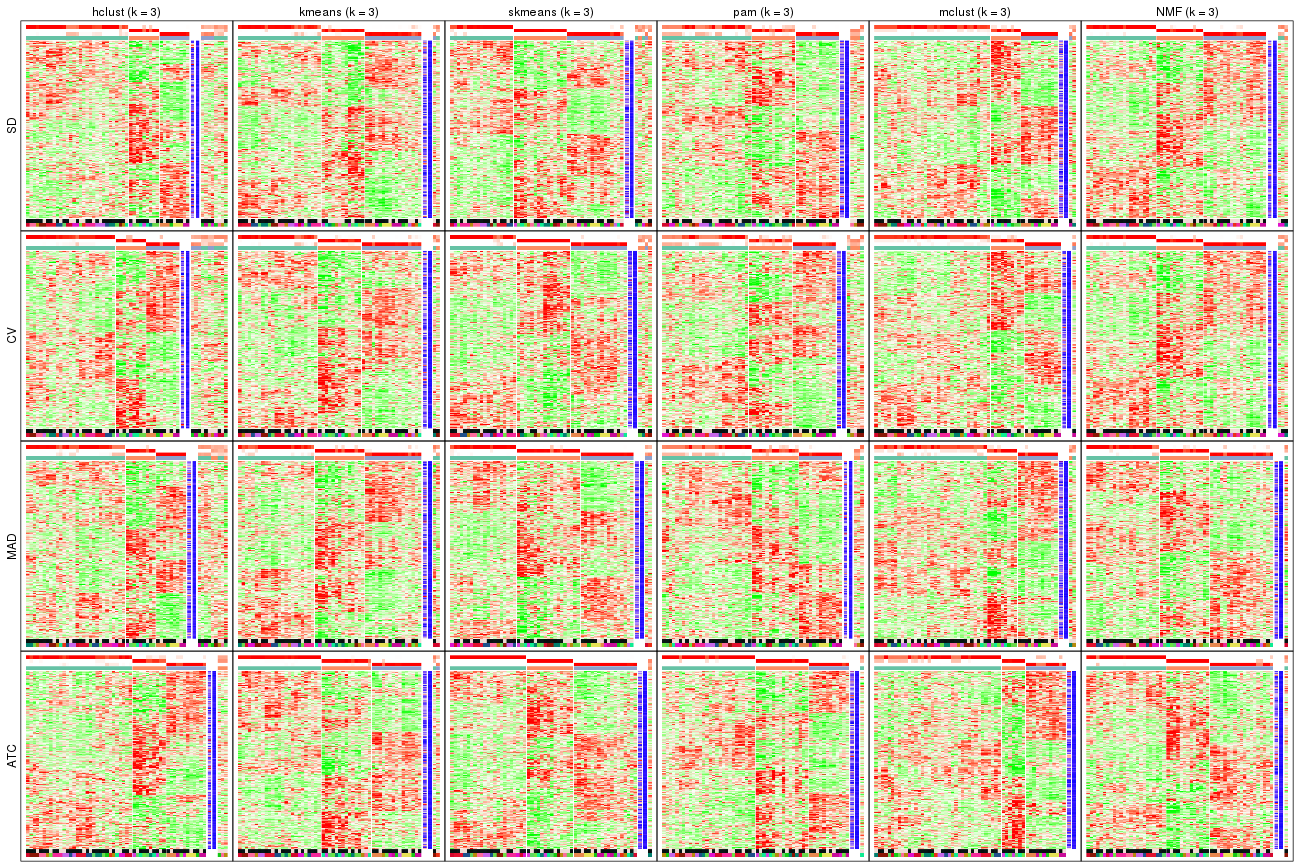 hclust (k = 3) kmeans (k = 3) skmeans (k = 3) pam (k = 3) mclust (k = 3) NMF (k = 3)
SD
CV
MAD
ATC